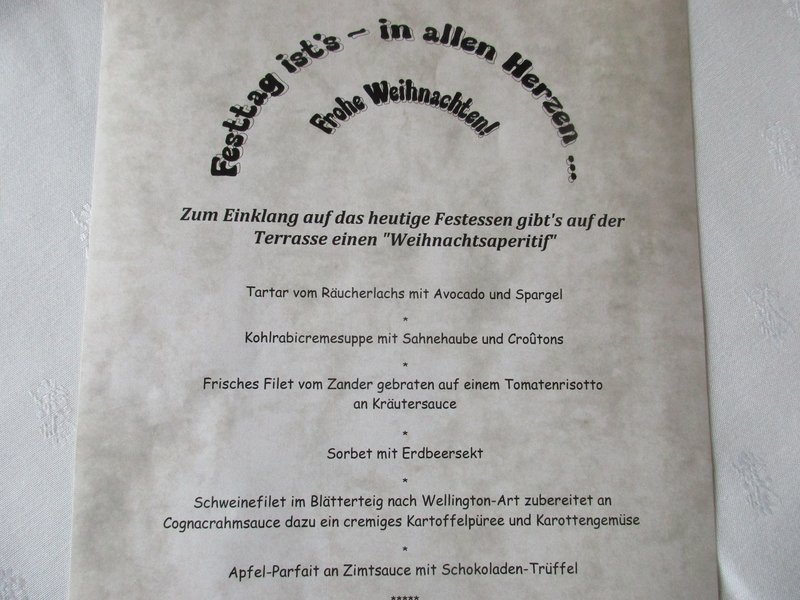 Festtag ist's ~ in allen Herzen ...
Frohe Weihnachten!
Zum Einklang auf das heutige Festessen gibt's auf der
Terrasse einen "Weihnachtsaperitif"
Tartar vom Räucherlachs mit Avocado und Spargel
*
Kohlrabicremesuppe mit Sahnehaube und Croûtons
*
Frisches Filet vom Zander gebraten auf einem Tomatenrisotto
an Kräutersauce
*
Sorbet mit Erdbeersekt
*
Schweinefilet im Blätterteig nach Wellington-Art zubereitet an
Cognacrahmsauce dazu ein cremiges Kartoffelpüree und Karottengemüse
*
Apfel-Parfait an Zimtsauce mit Schokoladen-Trüffel
*****